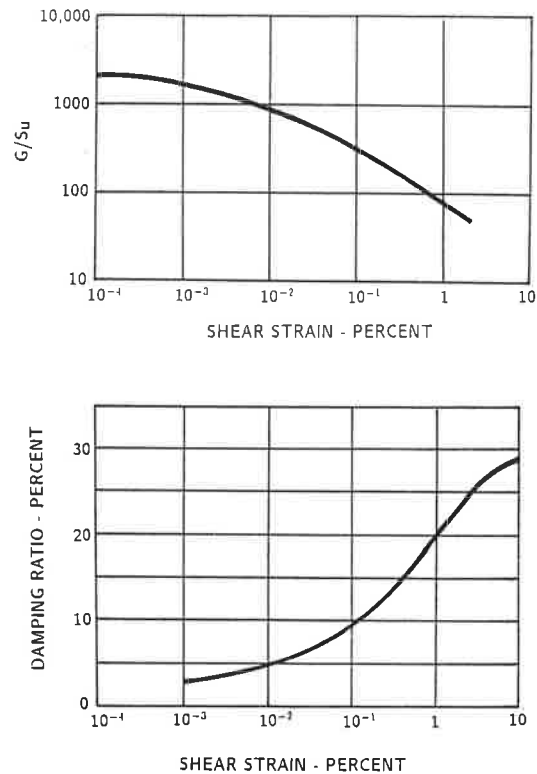 10,000
1000
100
10
G/Su
10⁻⁴ 10⁻³ 10⁻² 10⁻¹ 1 10
SHEAR STRAIN - PERCENT
30
20
10
0
DAMPING RATIO - PERCENT
10⁻⁴ 10⁻³ 10⁻² 10⁻¹ 1 10
SHEAR STRAIN - PERCENT